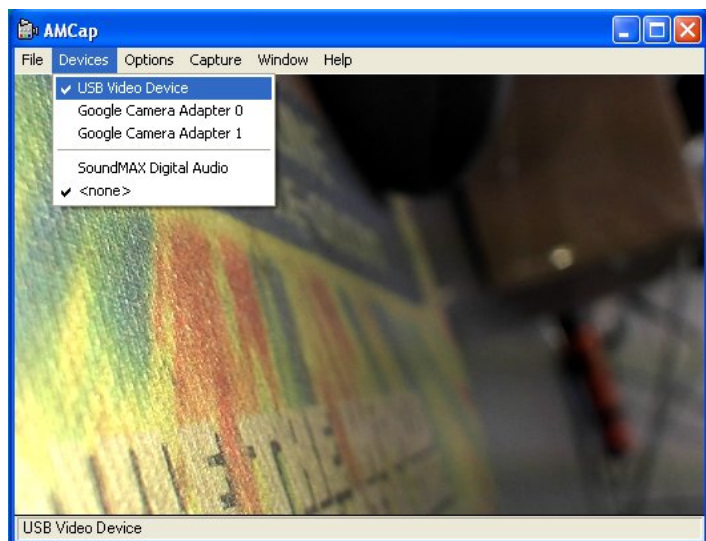 AMCap
File Devices Options Capture Window Help
USB Video Device
Google Camera Adapter 0
Google Camera Adapter 1
SoundMAX Digital Audio
<none>
USB Video Device